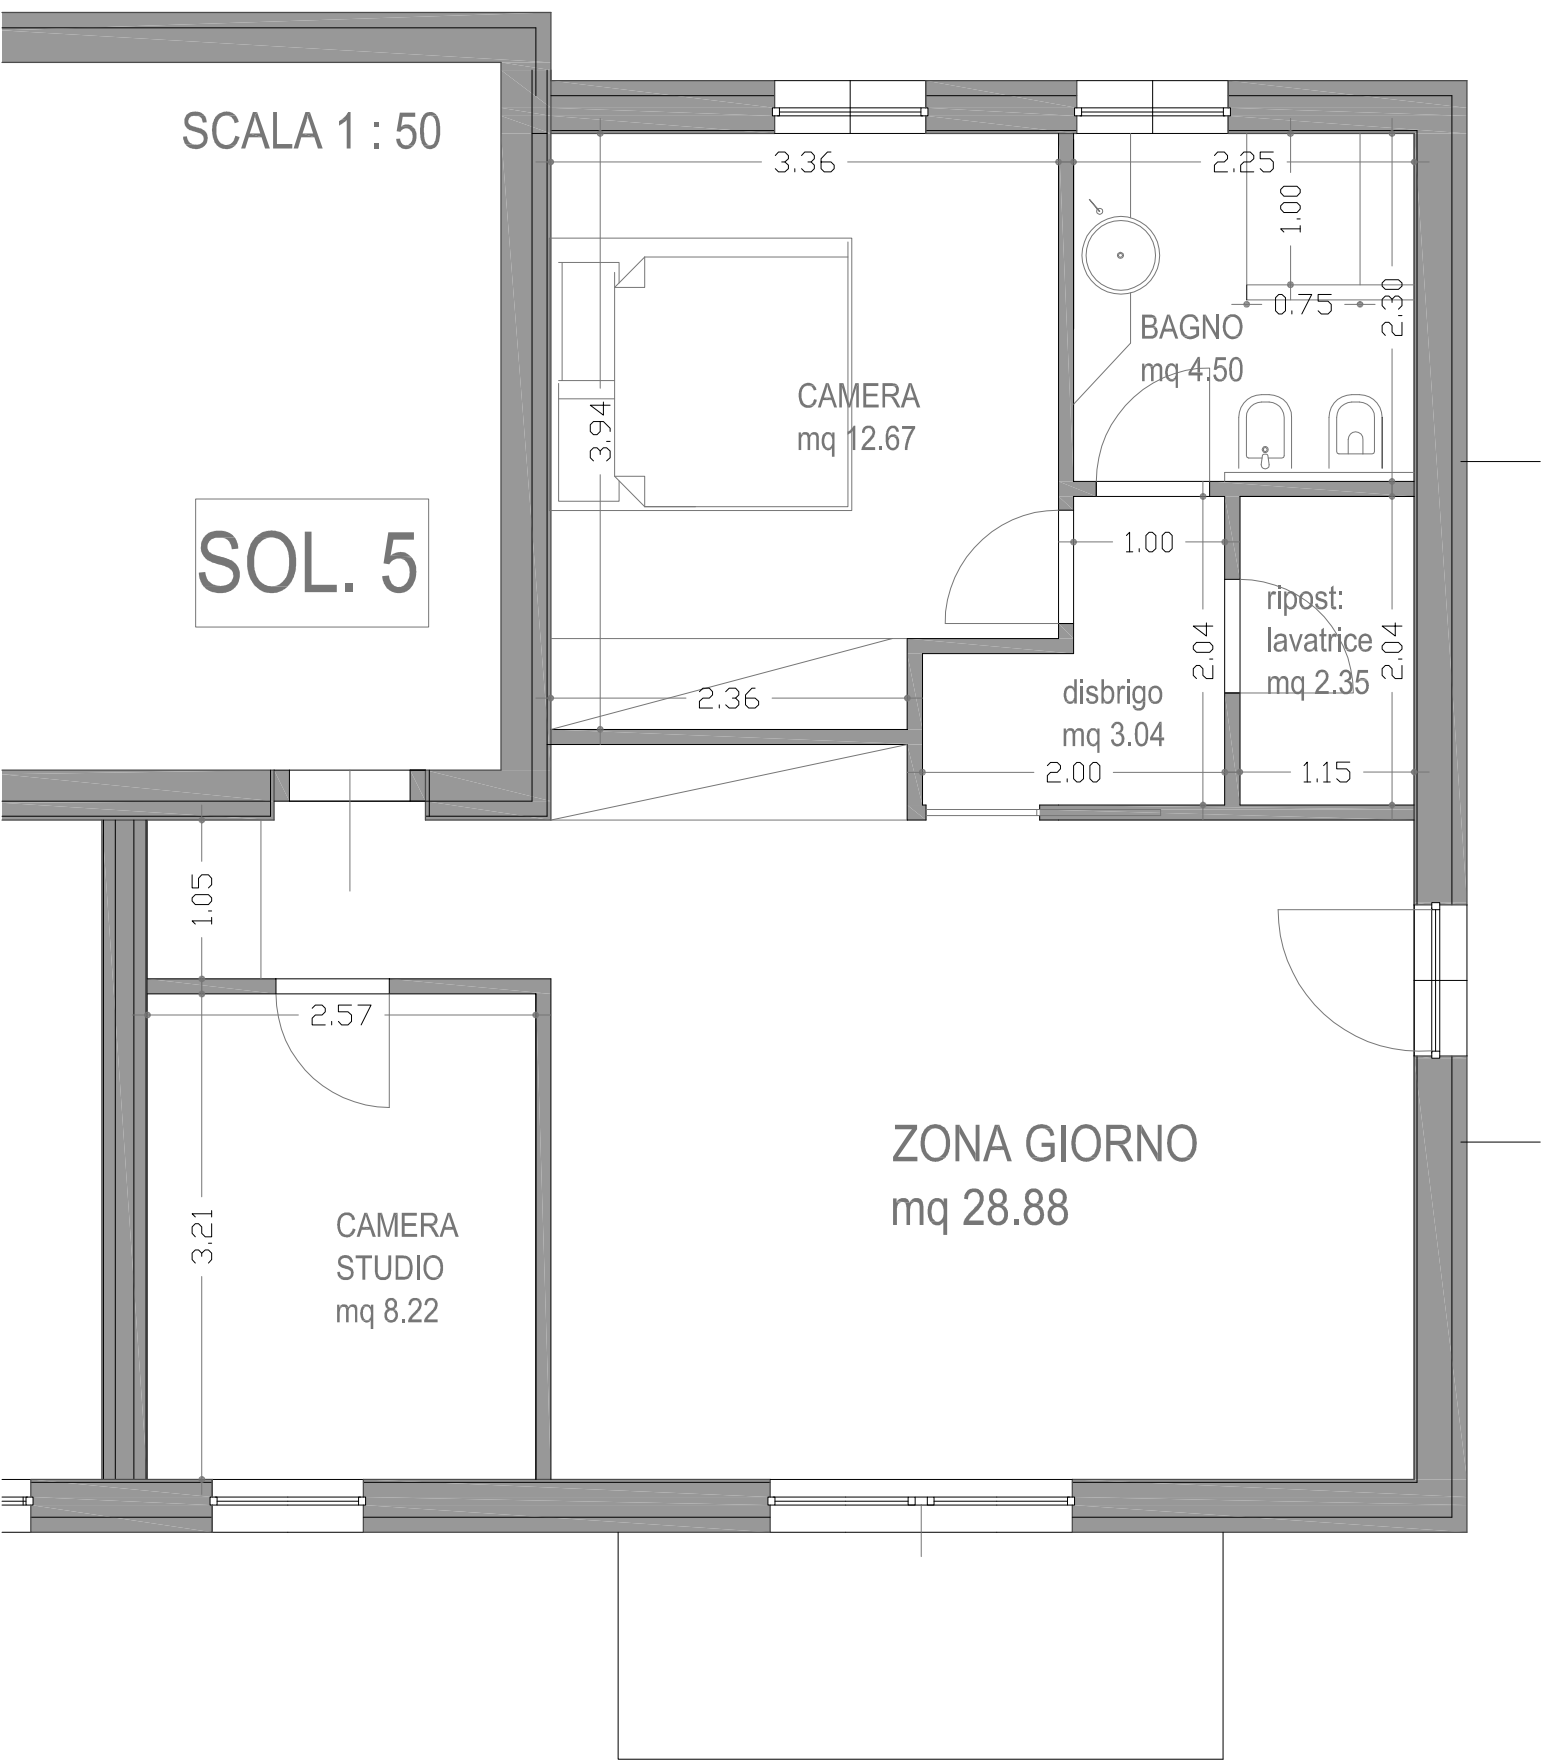 SCALA 1 : 50
3.36
2.25
1.00
0.75
2.30
BAGNO
mq 4.50
CAMERA
mq 12.67
3.94
SOL. 5
1.00
ripost:
lavatrice
mq 2.35
2.04
2.04
disbrigo
mq 3.04
2.36
2.00
1.15
1.05
2.57
ZONA GIORNO
mq 28.88
3.21
CAMERA
STUDIO
mq 8.22